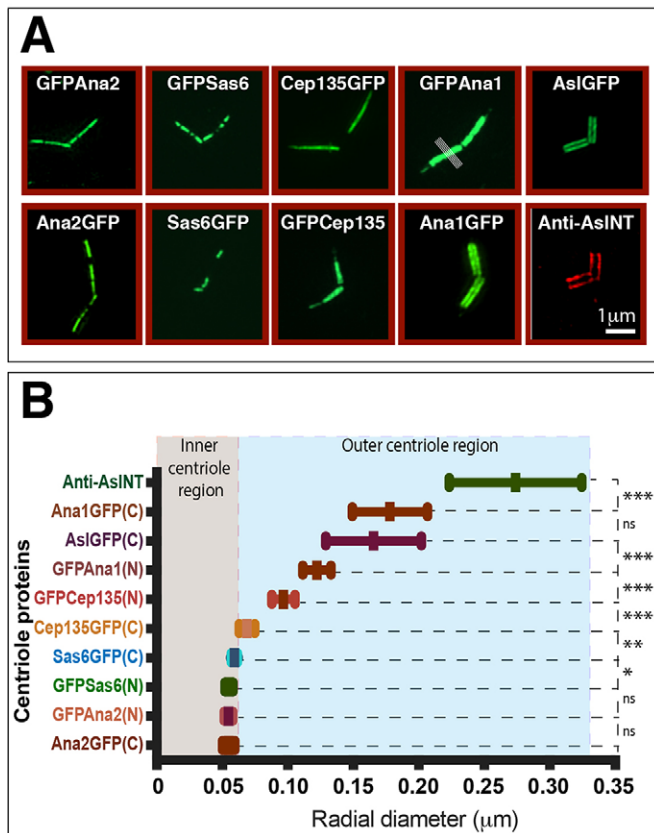 A
GFPAna2 GFPSas6 Cep135GFP GFPAna1 AslGFP
Ana2GFP Sas6GFP GFPCep135 Ana1GFP Anti-AslNT
1μm
B
Inner centriole region
Outer centriole region
Centriole proteins
Anti-AslNT
Ana1GFP(C)
AslGFP(C)
GFPAna1(N)
GFPCep135(N)
Cep135GFP(C)
Sas6GFP(C)
GFPSas6(N)
GFPAna2(N)
Ana2GFP(C)
***
ns
***
***
***
**
*
ns
ns
0 0.05 0.10 0.15 0.20 0.25 0.30 0.35
Radial diameter (μm)